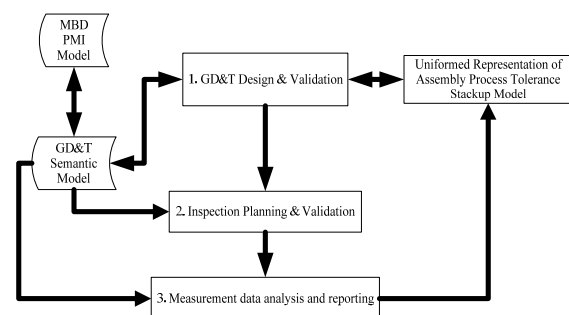 MBD
PMI
Model
1. GD&T Design & Validation
Uniformed Representation of
Assembly Process Tolerance
Stackup Model
GD&T
Semantic
Model
2. Inspection Planning & Validation
3. Measurement data analysis and reporting